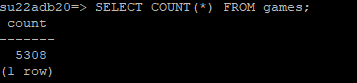 su22adb20=> SELECT COUNT(*) FROM games;
count
-------
5308
(1 row)